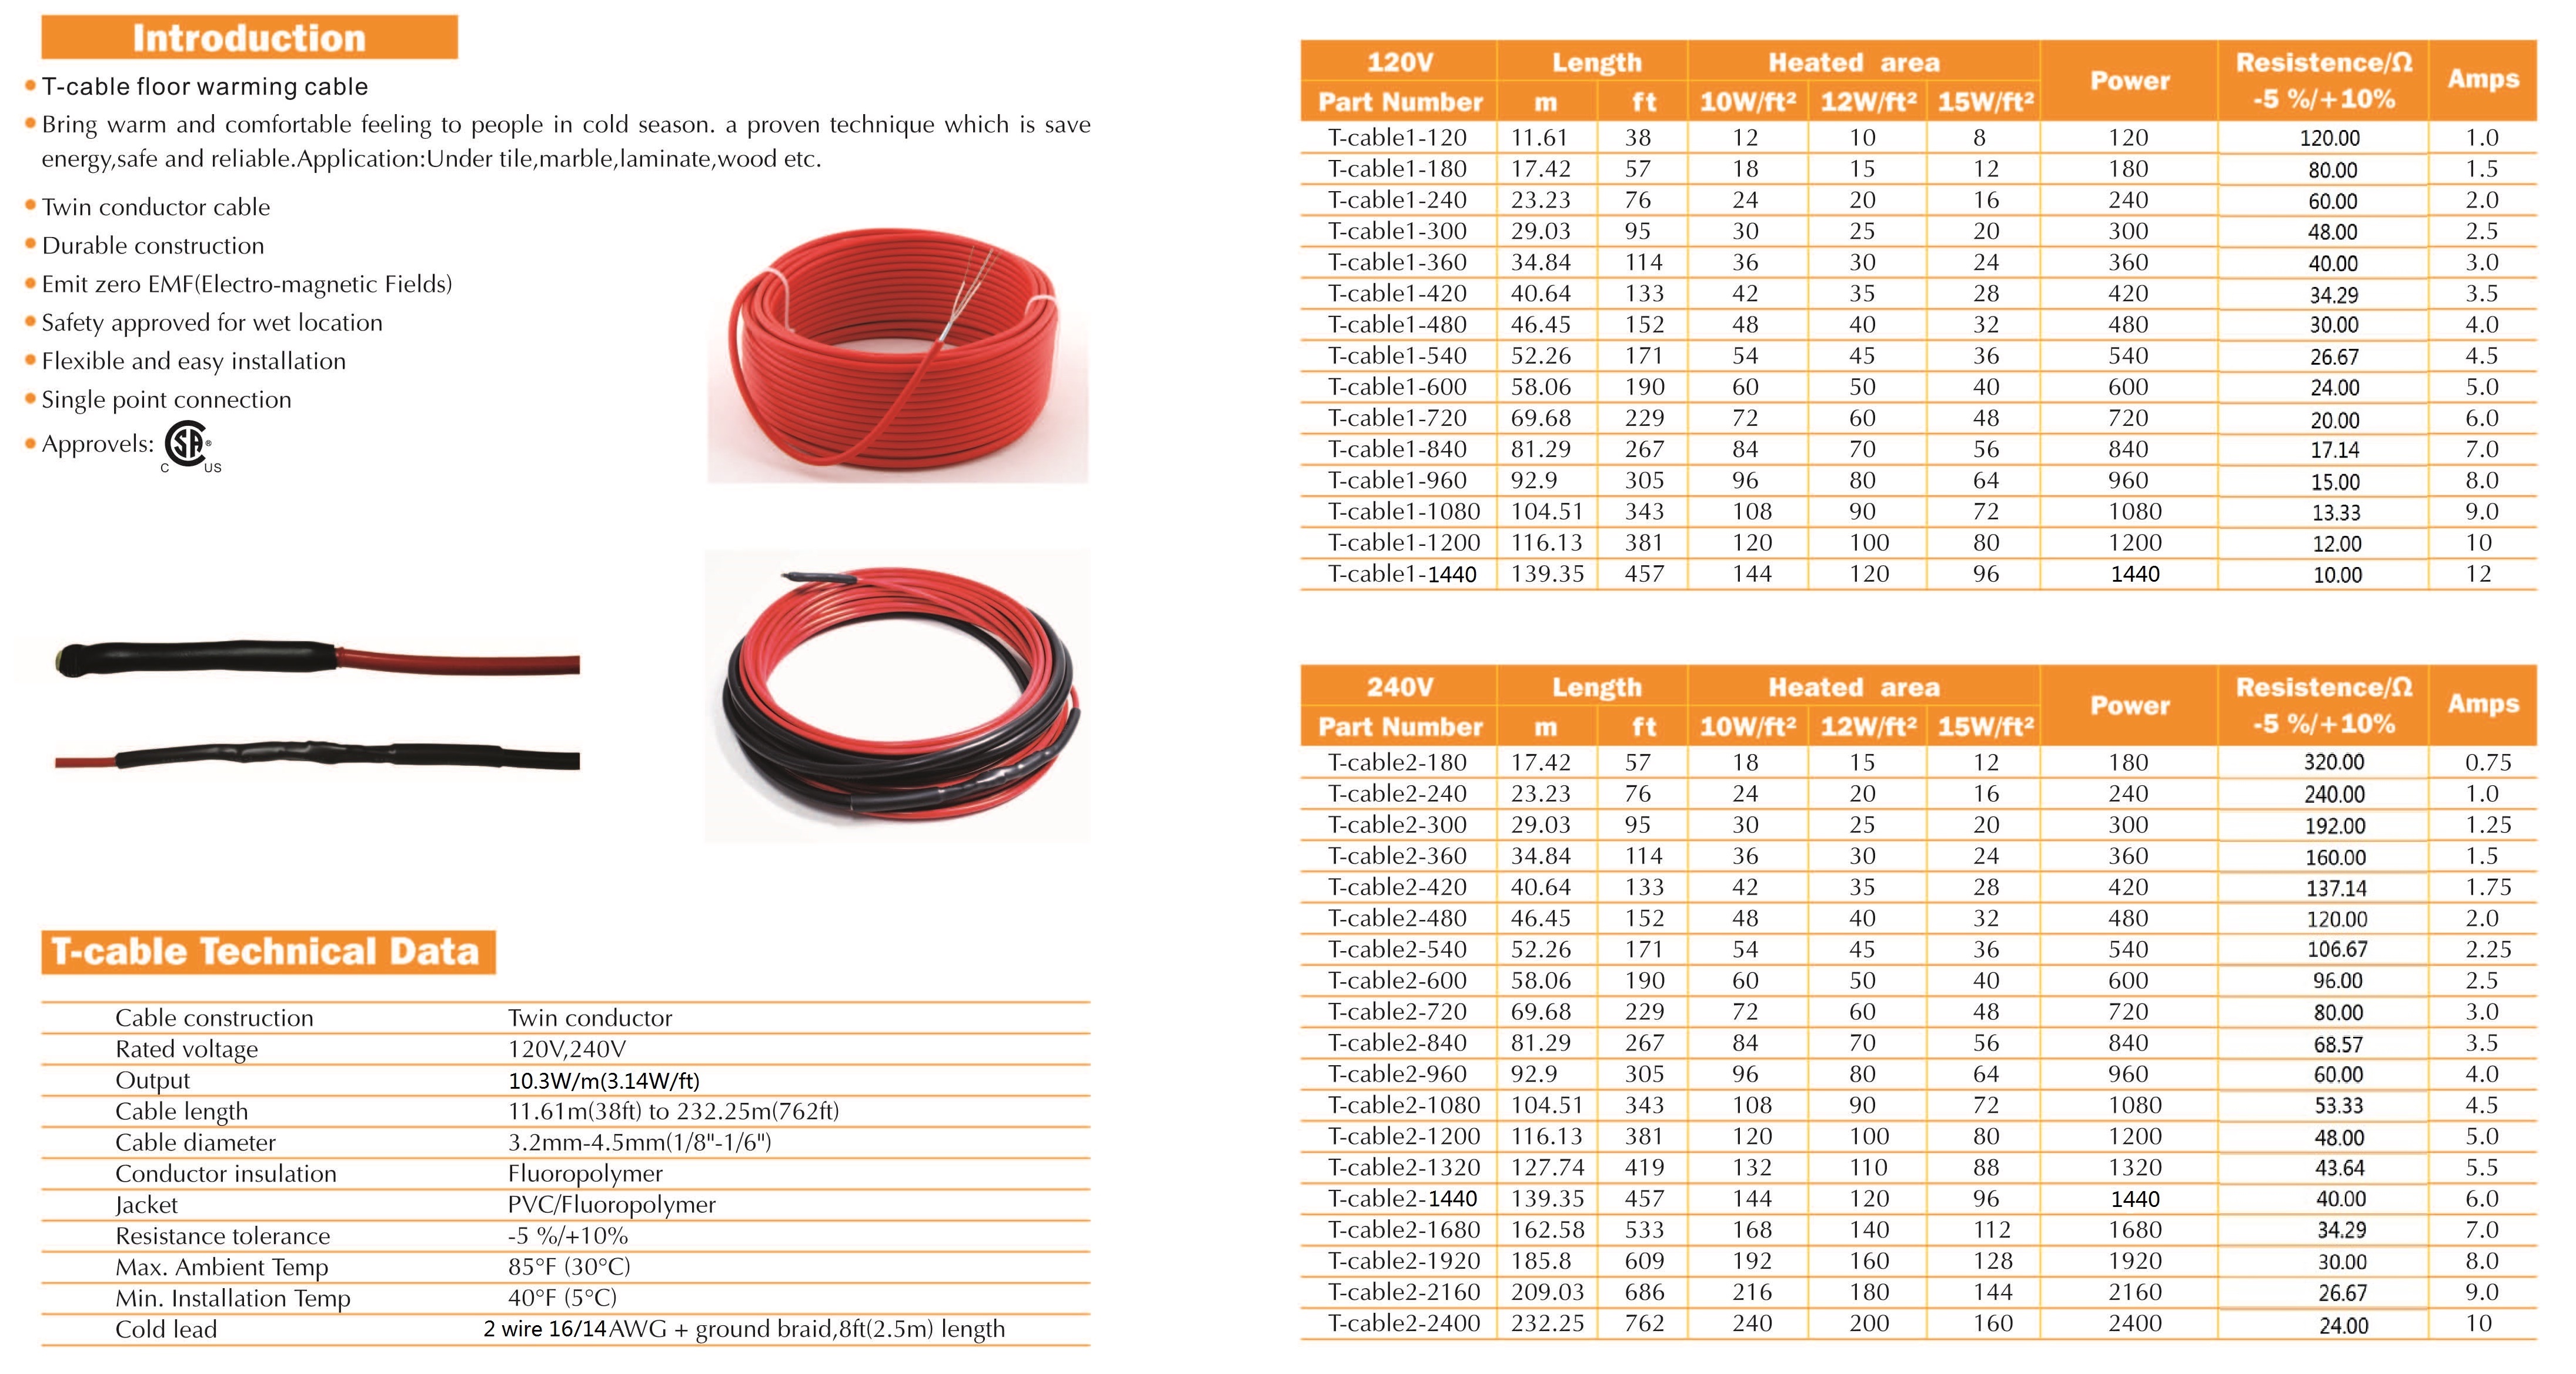 Introduction
T-cable floor warming cable
Bring warm and comfortable feeling to people in cold season. a proven technique which is save
energy,safe and reliable.Application:Under tile,marble,laminate,wood etc.
Twin conductor cable
Durable construction
Emit zero EMF(Electro-magnetic Fields)
Safety approved for wet location
Flexible and easy installation
Single point connection
Approvels: CSA® C US
T-cable Technical Data
Cable construction Twin conductor
Rated voltage 120V,240V
Output 10.3W/m(3.14W/ft)
Cable length 11.61m(38ft) to 232.25m(762ft)
Cable diameter 3.2mm-4.5mm(1/8"-1/6")
Conductor insulation Fluoropolymer
Jacket PVC/Fluoropolymer
Resistance tolerance -5 %/+10%
Max. Ambient Temp 85°F (30°C)
Min. Installation Temp 40°F (5°C)
Cold lead 2 wire 16/14AWG + ground braid,8ft(2.5m) length
120V Length Heated area Power Resistence/Ω Amps
Part Number m ft 10W/ft² 12W/ft² 15W/ft² -5 %/+10%
T-cable1-120 11.61 38 12 10 8 120 120.00 1.0
T-cable1-180 17.42 57 18 15 12 180 80.00 1.5
T-cable1-240 23.23 76 24 20 16 240 60.00 2.0
T-cable1-300 29.03 95 30 25 20 300 48.00 2.5
T-cable1-360 34.84 114 36 30 24 360 40.00 3.0
T-cable1-420 40.64 133 42 35 28 420 34.29 3.5
T-cable1-480 46.45 152 48 40 32 480 30.00 4.0
T-cable1-540 52.26 171 54 45 36 540 26.67 4.5
T-cable1-600 58.06 190 60 50 40 600 24.00 5.0
T-cable1-720 69.68 229 72 60 48 720 20.00 6.0
T-cable1-840 81.29 267 84 70 56 840 17.14 7.0
T-cable1-960 92.9 305 96 80 64 960 15.00 8.0
T-cable1-1080 104.51 343 108 90 72 1080 13.33 9.0
T-cable1-1200 116.13 381 120 100 80 1200 12.00 10
T-cable1-1440 139.35 457 144 120 96 1440 10.00 12
240V Length Heated area Power Resistence/Ω Amps
Part Number m ft 10W/ft² 12W/ft² 15W/ft² -5 %/+10%
T-cable2-180 17.42 57 18 15 12 180 320.00 0.75
T-cable2-240 23.23 76 24 20 16 240 240.00 1.0
T-cable2-300 29.03 95 30 25 20 300 192.00 1.25
T-cable2-360 34.84 114 36 30 24 360 160.00 1.5
T-cable2-420 40.64 133 42 35 28 420 137.14 1.75
T-cable2-480 46.45 152 48 40 32 480 120.00 2.0
T-cable2-540 52.26 171 54 45 36 540 106.67 2.25
T-cable2-600 58.06 190 60 50 40 600 96.00 2.5
T-cable2-720 69.68 229 72 60 48 720 80.00 3.0
T-cable2-840 81.29 267 84 70 56 840 68.57 3.5
T-cable2-960 92.9 305 96 80 64 960 60.00 4.0
T-cable2-1080 104.51 343 108 90 72 1080 53.33 4.5
T-cable2-1200 116.13 381 120 100 80 1200 48.00 5.0
T-cable2-1320 127.74 419 132 110 88 1320 43.64 5.5
T-cable2-1440 139.35 457 144 120 96 1440 40.00 6.0
T-cable2-1680 162.58 533 168 140 112 1680 34.29 7.0
T-cable2-1920 185.8 609 192 160 128 1920 30.00 8.0
T-cable2-2160 209.03 686 216 180 144 2160 26.67 9.0
T-cable2-2400 232.25 762 240 200 160 2400 24.00 10